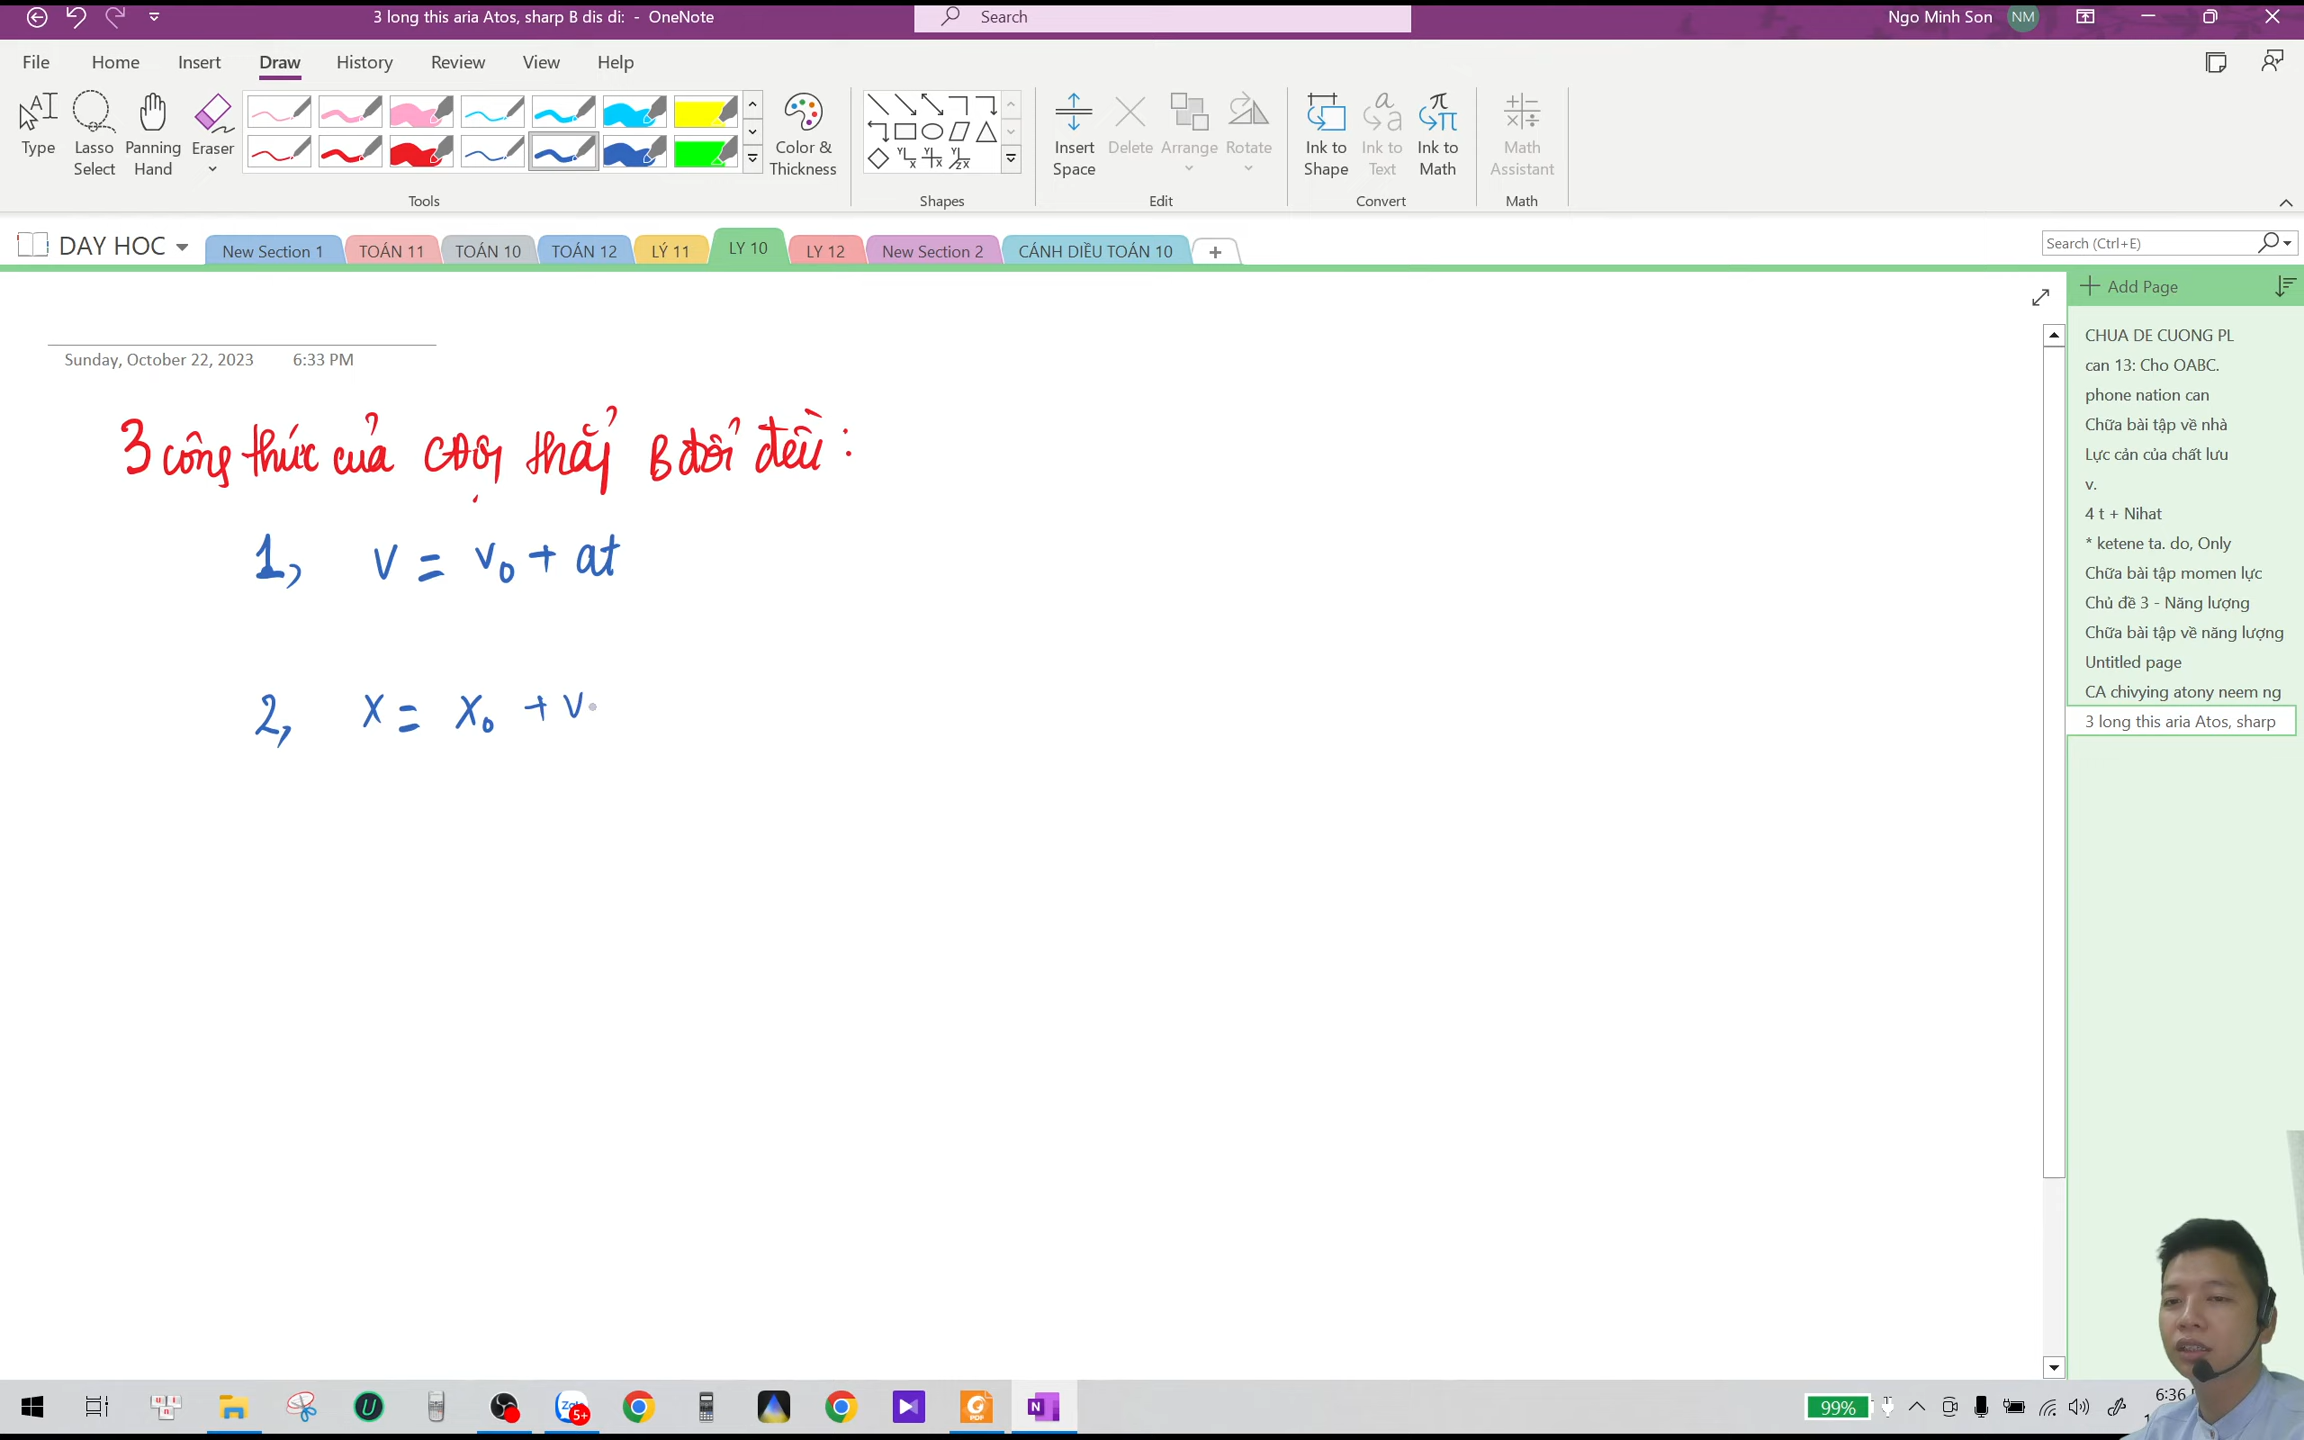 3 long this aria Atos, sharp B dis di: - OneNote
Search
Ngo Minh Son NM
File Home Insert Draw History Review View Help
Type
Lasso Select
Panning Hand
Eraser
Color & Thickness
Insert Space
Delete
Arrange
Rotate
Ink to Shape
Ink to Text
Ink to Math
Math Assistant
Tools Shapes Edit Convert Math
DAY HOC New Section 1 TOÁN 11 TOÁN 10 TOÁN 12 LÝ 11 LY 10 LY 12 New Section 2 CÁNH DIỀU TOÁN 10 +
Search (Ctrl+E)
Add Page
Sunday, October 22, 2023 6:33 PM
3 công thức của CĐộg thẳg B đổi đều:
1, v = v₀ + at
2, x = x₀ + v
CHUA DE CUONG PL
can 13: Cho OABC.
phone nation can
Chữa bài tập về nhà
Lực cản của chất lưu
v.
4 t + Nihat
* ketene ta. do, Only
Chữa bài tập momen lực
Chủ đề 3 - Năng lượng
Chữa bài tập về năng lượng
Untitled page
CA chivying atony neem ng
3 long this aria Atos, sharp
5+
99%
6:36